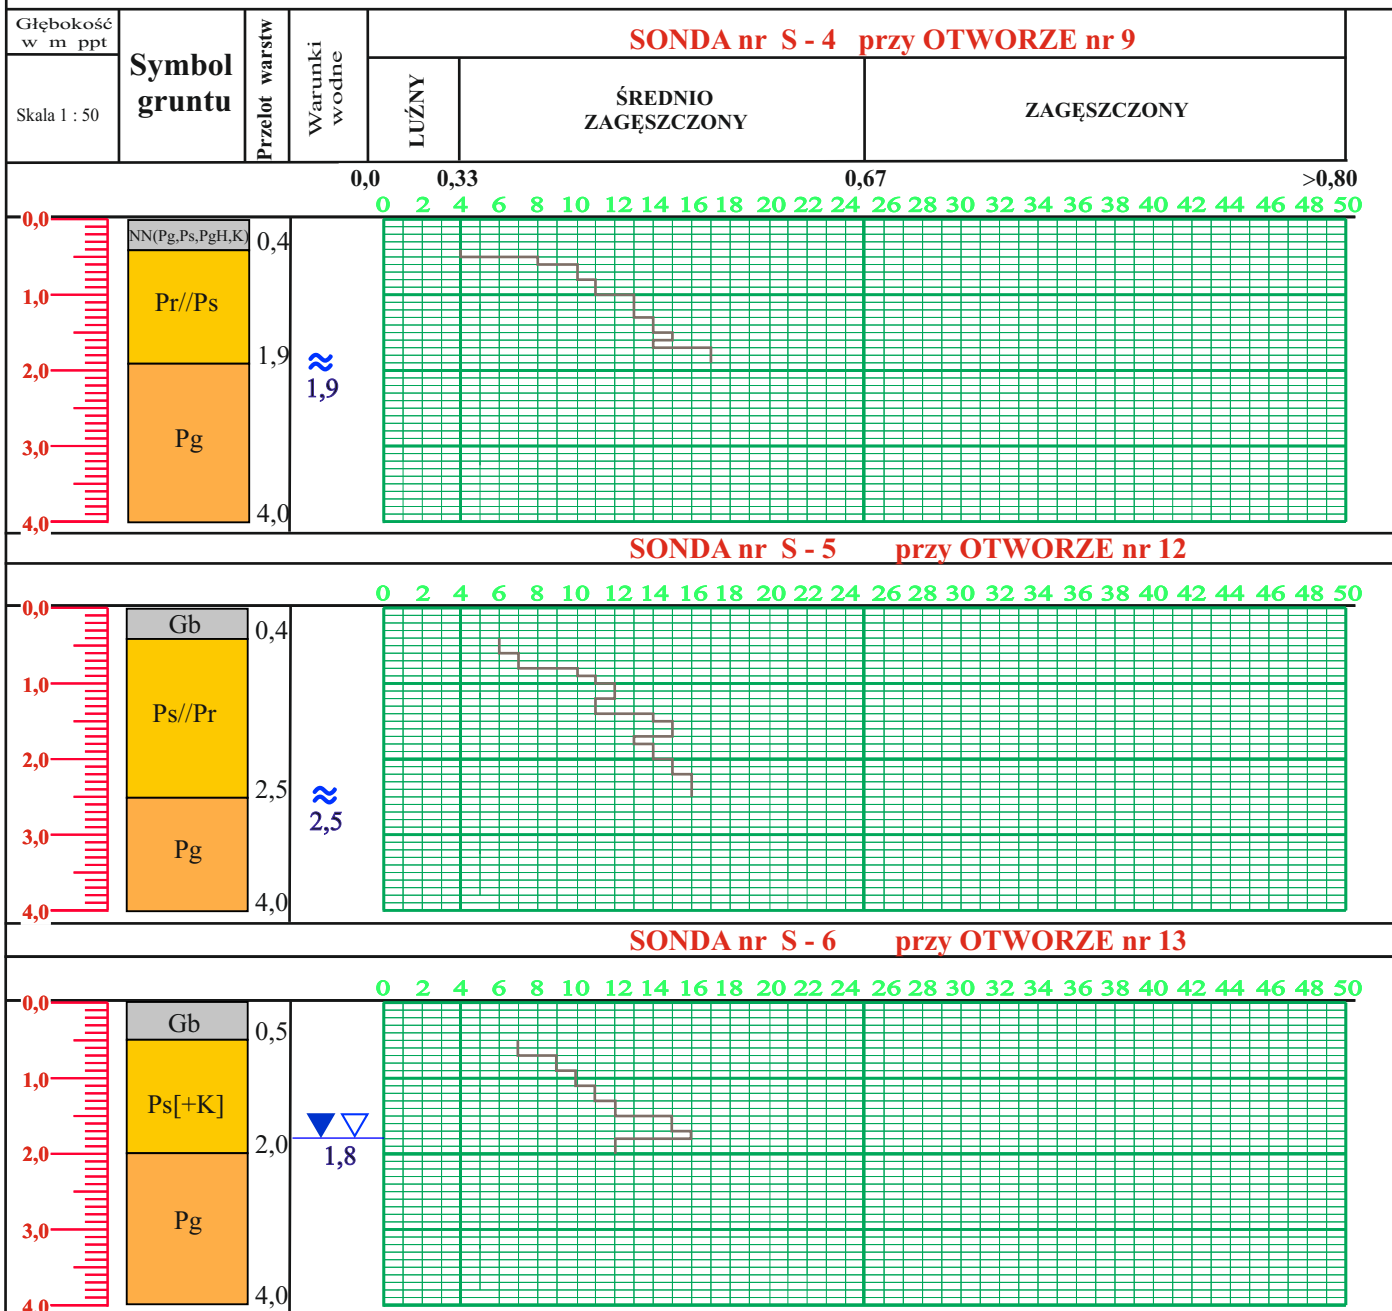 Głębokość
w m ppt
Skala 1 : 50
Symbol
gruntu
Przelot warstw
Warunki
wodne
SONDA nr S - 4 przy OTWORZE nr 9
LUŹNY
ŚREDNIO
ZAGĘSZCZONY
ZAGĘSZCZONY
0,0 0,33 0,67 >0,80
0 2 4 6 8 10 12 14 16 18 20 22 24 26 28 30 32 34 36 38 40 42 44 46 48 50
0,0
NN(Pg,Ps,PgH,K) 0,4
1,0
Pr//Ps
1,9
2,0
1,9
Pg
3,0
4,0
4,0
SONDA nr S - 5 przy OTWORZE nr 12
0 2 4 6 8 10 12 14 16 18 20 22 24 26 28 30 32 34 36 38 40 42 44 46 48 50
0,0
Gb 0,4
1,0
Ps//Pr
2,0
2,5
2,5
3,0
Pg
4,0
4,0
SONDA nr S - 6 przy OTWORZE nr 13
0 2 4 6 8 10 12 14 16 18 20 22 24 26 28 30 32 34 36 38 40 42 44 46 48 50
0,0
Gb 0,5
1,0
Ps[+K]
2,0
1,8
2,0
Pg
3,0
4,0
4,0